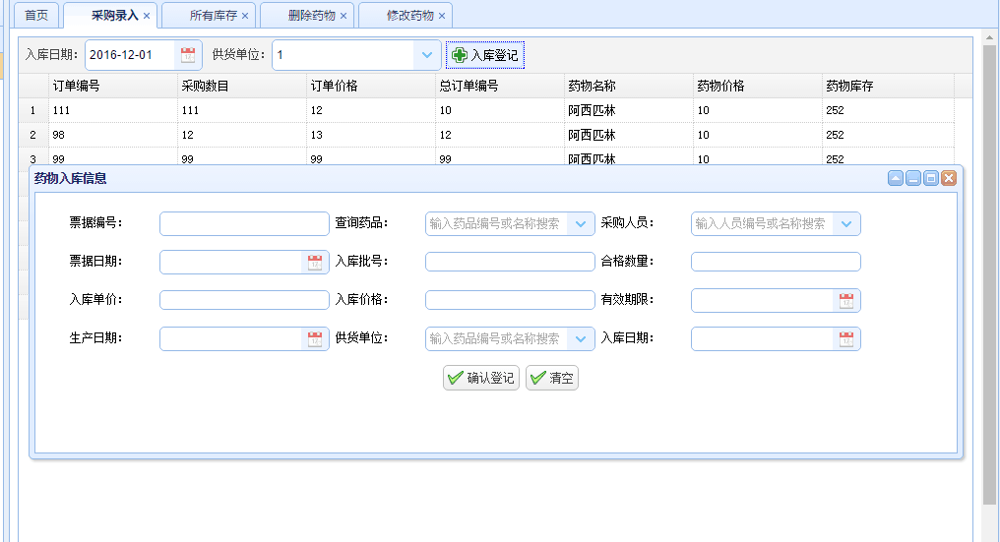 首页 采购录入 × 所有库存 × 删除药物 × 修改药物 ×
入库日期： 2016-12-01 供货单位： 1 入库登记
订单编号 采购数目 订单价格 总订单编号 药物名称 药物价格 药物库存
1 111 111 12 10 阿西匹林 10 252
2 98 12 13 12 阿西匹林 10 252
3 99 99 99 99 阿西匹林 10 252
药物入库信息
票据编号： 查询药品： 输入药品编号或名称搜索 采购人员： 输入人员编号或名称搜索
票据日期： 入库批号： 合格数量：
入库单价： 入库价格： 有效期限：
生产日期： 供货单位： 输入药品编号或名称搜索 入库日期：
确认登记 清空